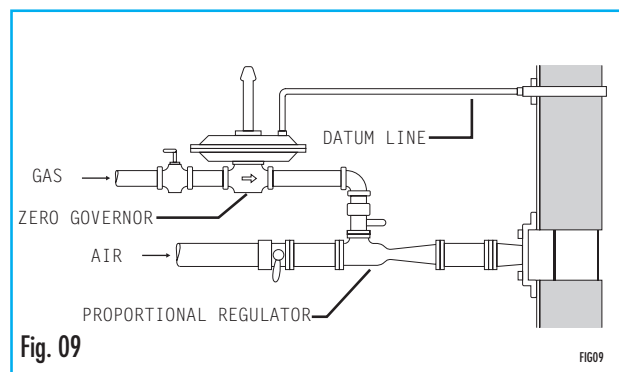 DATUM LINE
GAS
ZERO GOVERNOR
AIR
PROPORTIONAL REGULATOR
Fig. 09
FIG09